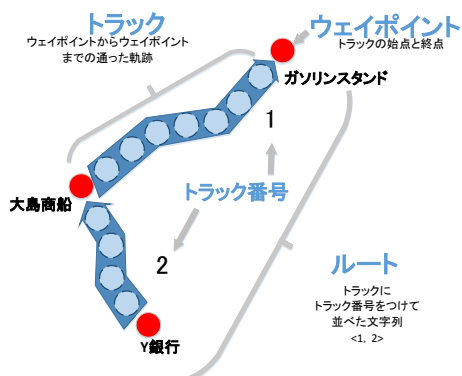 トラック
ウェイポイントからウェイポイント
までの通った軌跡
ウェイポイント
トラックの始点と終点
ガソリンスタンド
1
大島商船
トラック番号
2
Y銀行
ルート
トラックに
トラック番号をつけて
並べた文字列
<1, 2>